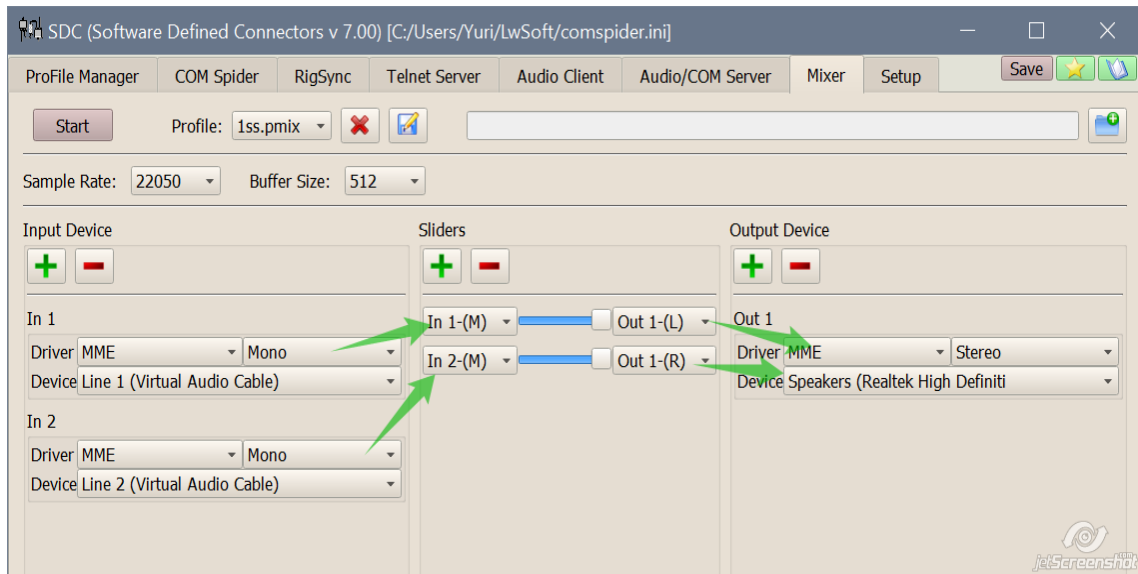 SDC (Software Defined Connectors v 7.00) [C:/Users/Yuri/LwSoft/comspider.ini]
ProFile Manager COM Spider RigSync Telnet Server Audio Client Audio/COM Server Mixer Setup Save
Start Profile: 1ss.pmix
Sample Rate: 22050 Buffer Size: 512
Input Device Sliders Output Device
In 1 In 1-(M) Out 1-(L) Out 1
Driver MME Mono In 2-(M) Out 1-(R) Driver MME Stereo
Device Line 1 (Virtual Audio Cable) Device Speakers (Realtek High Definiti
In 2
Driver MME Mono
Device Line 2 (Virtual Audio Cable)
jetScreenshot.com